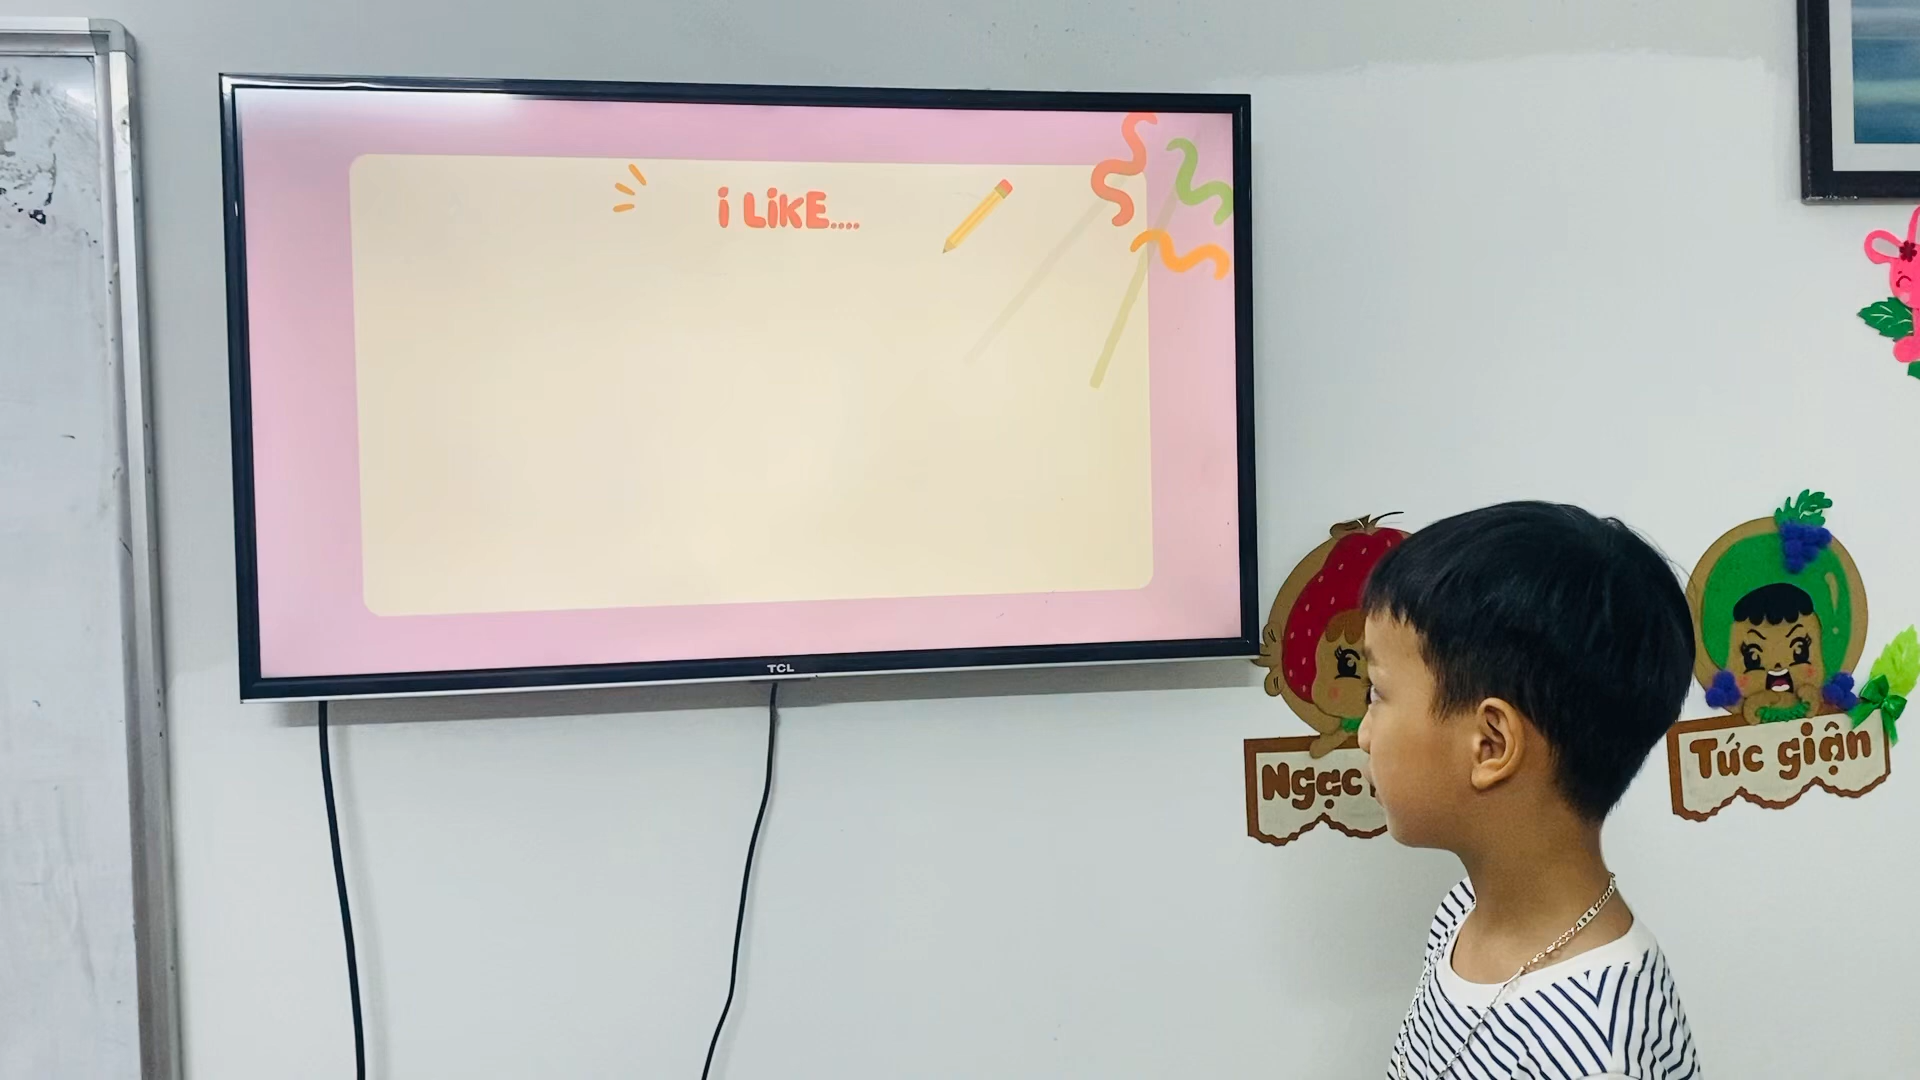 i LiKE....
TCL
Ngạc
Tức giận